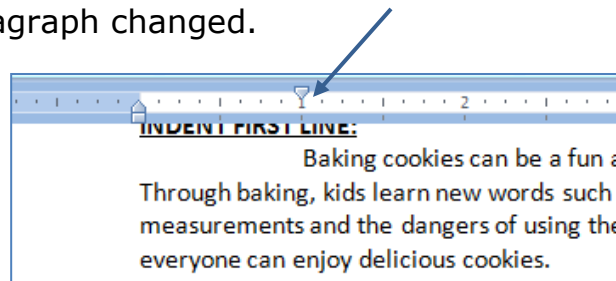 agraph changed.
1 2
INDENT FIRST LINE:
Baking cookies can be a fun a
Through baking, kids learn new words such
measurements and the dangers of using the
everyone can enjoy delicious cookies.